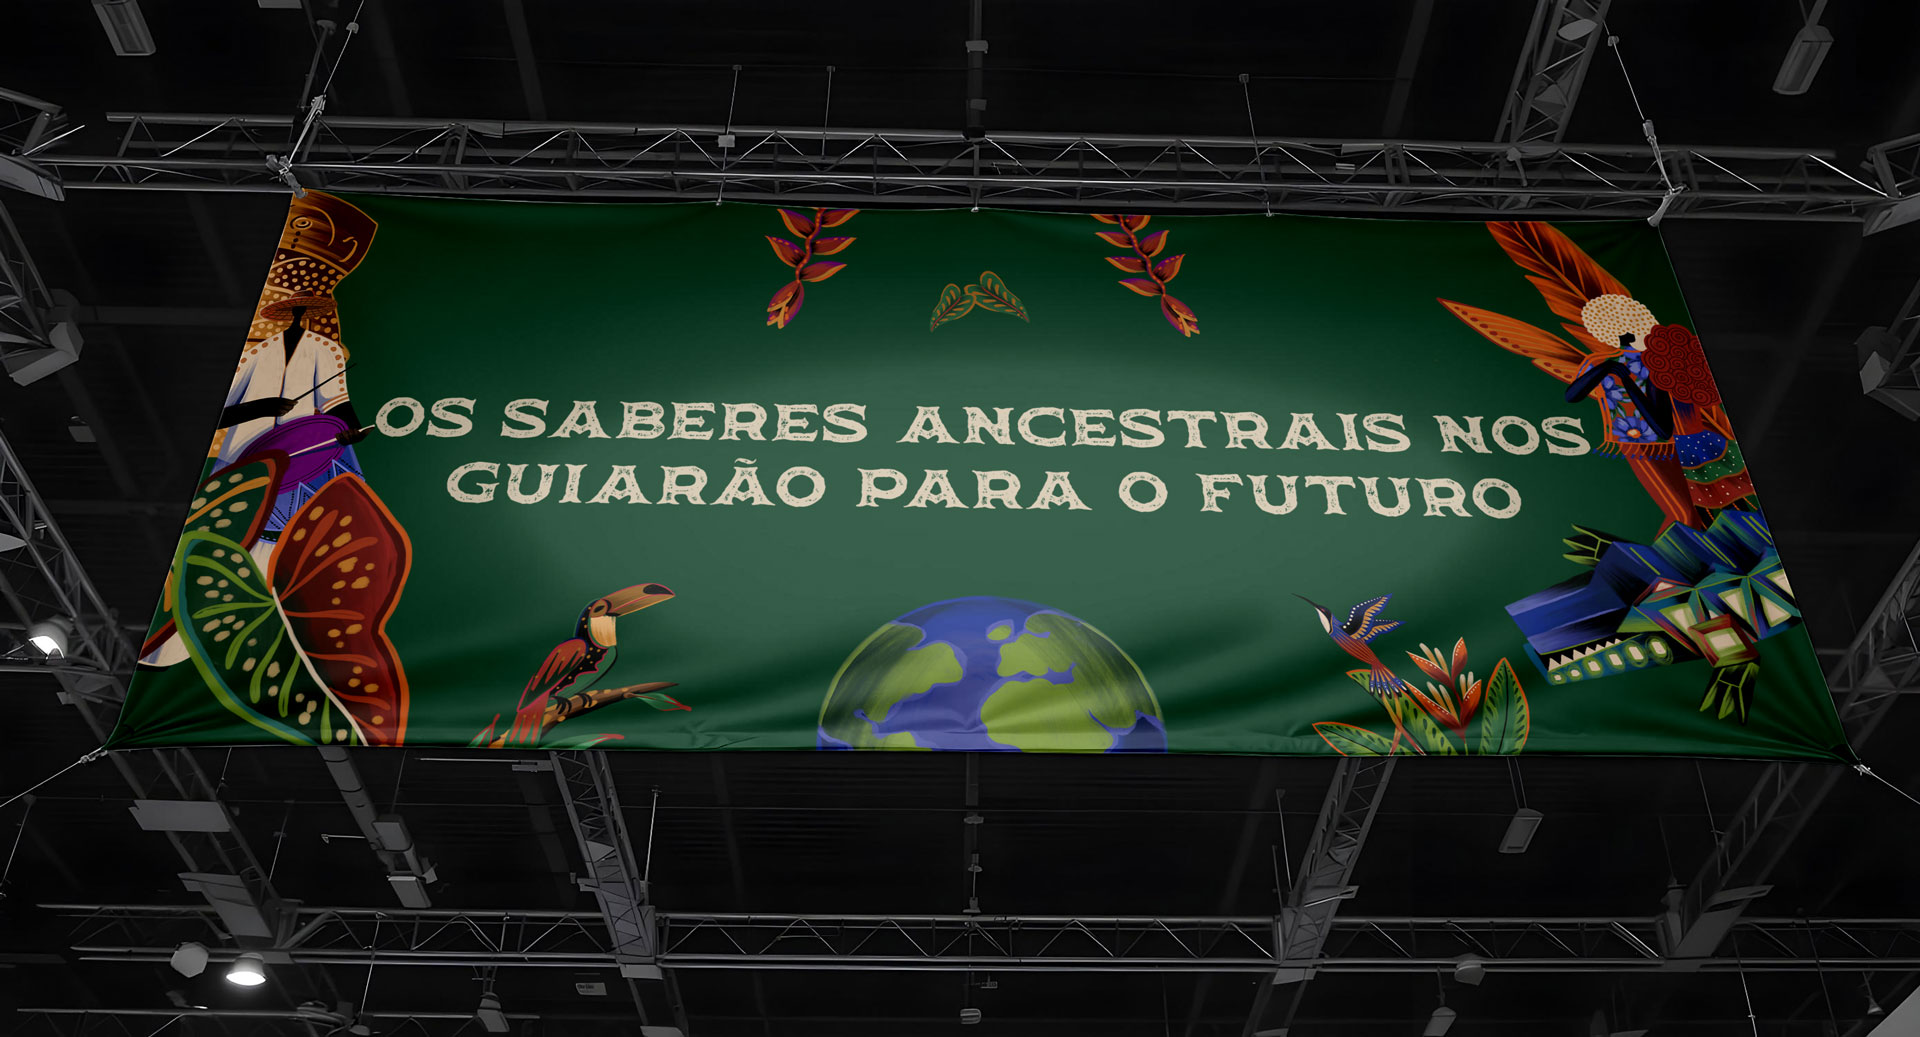 OS SABERES ANCESTRAIS NOS
GUIARÃO PARA O FUTURO